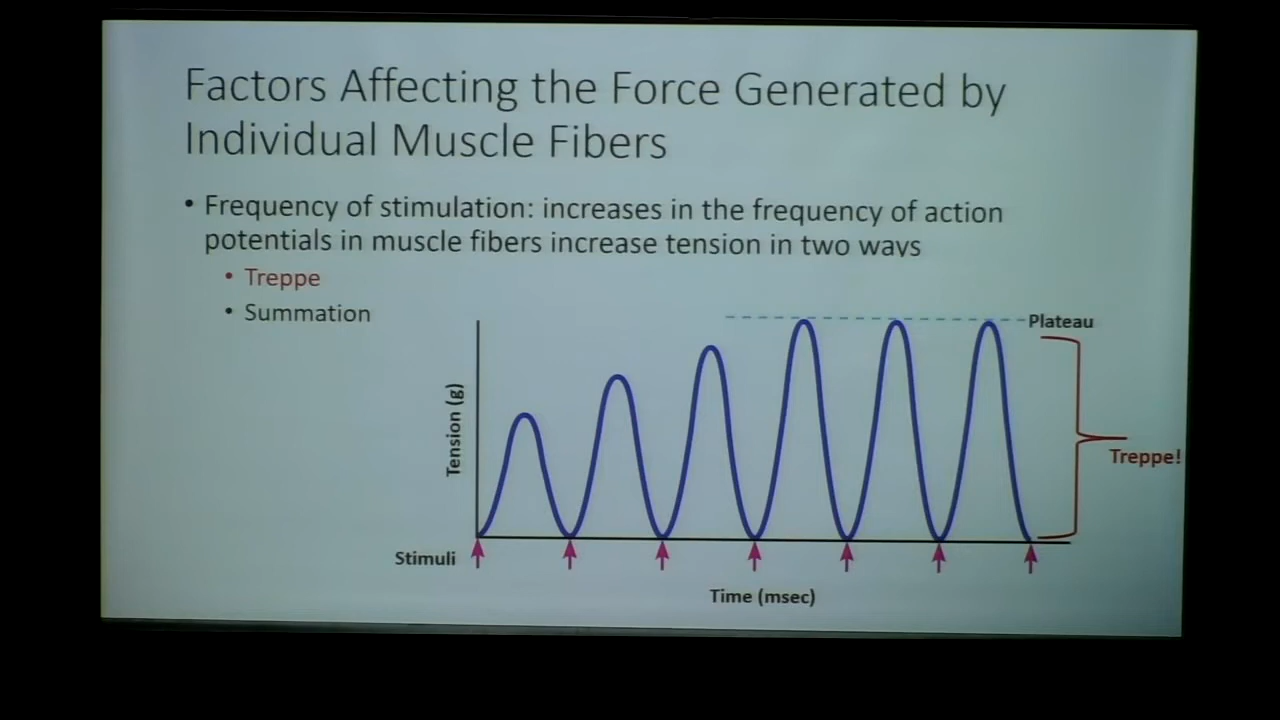 Factors Affecting the Force Generated by
Individual Muscle Fibers
• Frequency of stimulation: increases in the frequency of action
potentials in muscle fibers increase tension in two ways
• Treppe
• Summation
Plateau
Tension (g)
Treppe!
Stimuli
Time (msec)